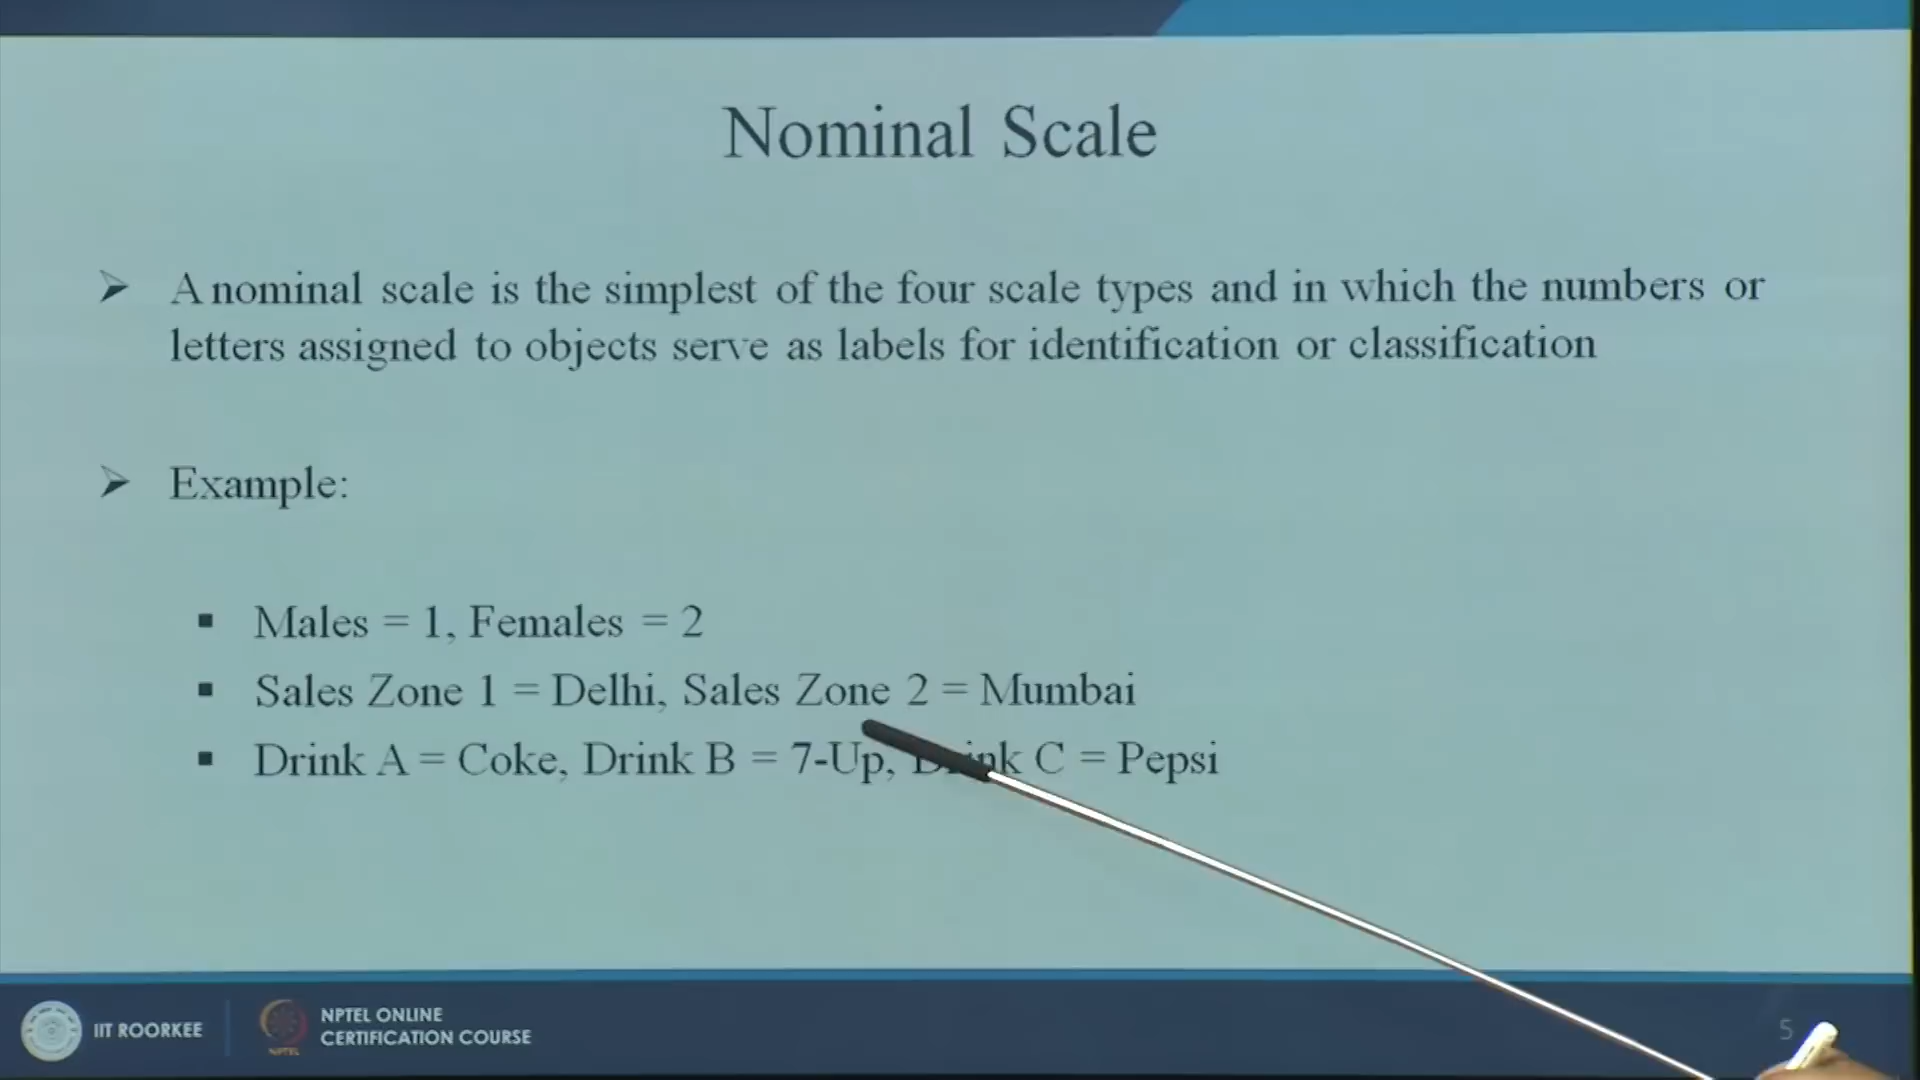 Nominal Scale
➢ A nominal scale is the simplest of the four scale types and in which the numbers or
letters assigned to objects serve as labels for identification or classification
➢ Example:
▪ Males = 1, Females = 2
▪ Sales Zone 1 = Delhi, Sales Zone 2 = Mumbai
▪ Drink A = Coke, Drink B = 7-Up, Drink C = Pepsi
IIT ROORKEE
NPTEL
NPTEL ONLINE
CERTIFICATION COURSE
5